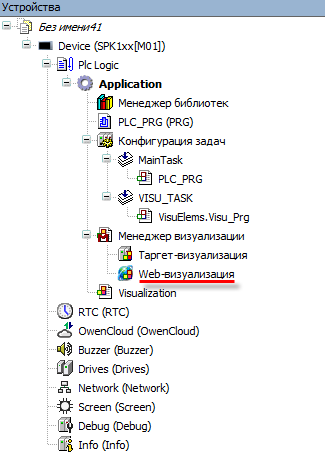 Устройства
Без имени41
Device (SPK1xx[M01])
Plc Logic
Application
Менеджер библиотек
PLC_PRG (PRG)
Конфигурация задач
MainTask
PLC_PRG
VISU_TASK
VisuElems.Visu_Prg
Менеджер визуализации
Таргет-визуализация
Web-визуализация
Visualization
RTC (RTC)
OwenCloud (OwenCloud)
Buzzer (Buzzer)
Drives (Drives)
Network (Network)
Screen (Screen)
Debug (Debug)
Info (Info)